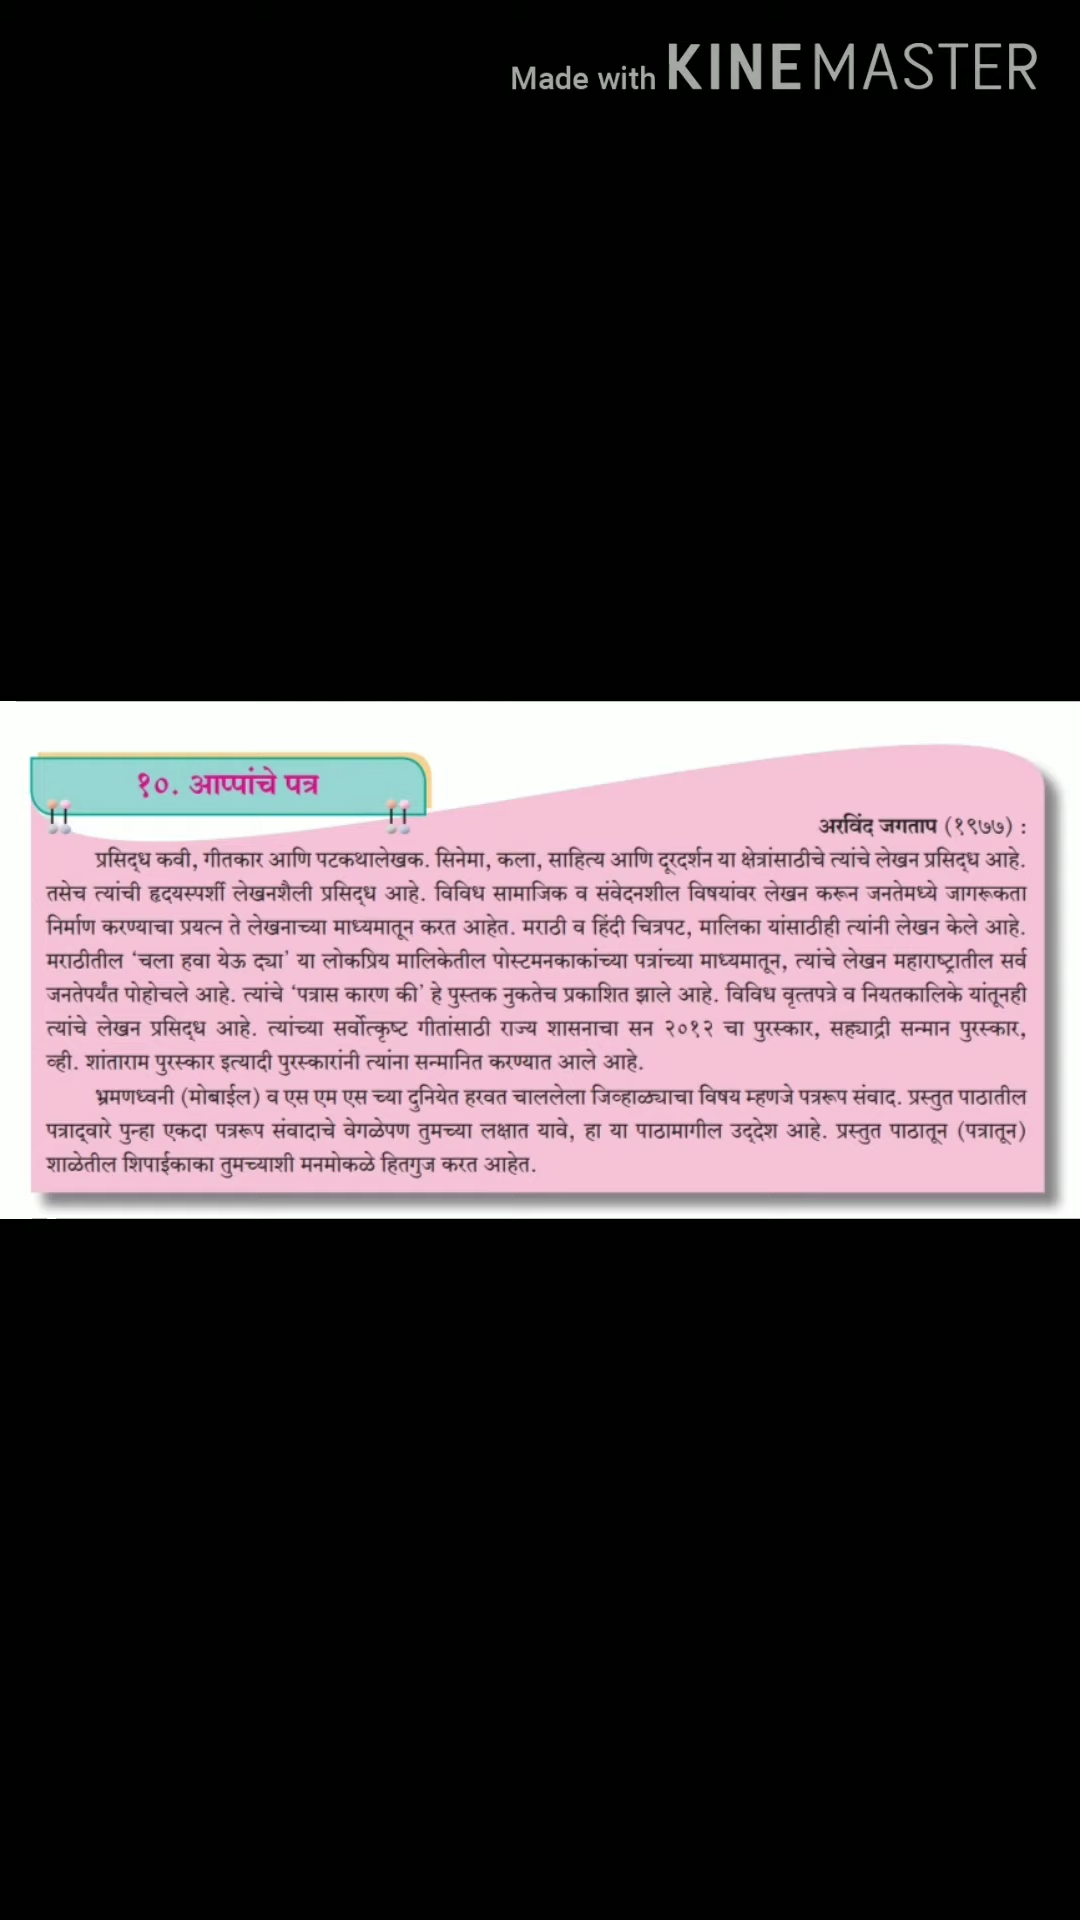 Made with KINEMASTER
१०. आप्पांचे पत्र
अरविंद जगताप (१९७७) :
प्रसिद्ध कवी, गीतकार आणि पटकथालेखक. सिनेमा, कला, साहित्य आणि दूरदर्शन या क्षेत्रांसाठीचे त्यांचे लेखन प्रसिद्ध आहे.
तसेच त्यांची हृदयस्पर्शी लेखनशैली प्रसिद्ध आहे. विविध सामाजिक व संवेदनशील विषयांवर लेखन करून जनतेमध्ये जागरूकता
निर्माण करण्याचा प्रयत्न ते लेखनाच्या माध्यमातून करत आहेत. मराठी व हिंदी चित्रपट, मालिका यांसाठीही त्यांनी लेखन केले आहे.
मराठीतील ‘चला हवा येऊ द्या’ या लोकप्रिय मालिकेतील पोस्टमनकाकांच्या पत्रांच्या माध्यमातून, त्यांचे लेखन महाराष्ट्रातील सर्व
जनतेपर्यंत पोहोचले आहे. त्यांचे ‘पत्रास कारण की’ हे पुस्तक नुकतेच प्रकाशित झाले आहे. विविध वृत्तपत्रे व नियतकालिके यांतूनही
त्यांचे लेखन प्रसिद्ध आहे. त्यांच्या सर्वोत्कृष्ट गीतांसाठी राज्य शासनाचा सन २०१२ चा पुरस्कार, सह्याद्री सन्मान पुरस्कार,
व्ही. शांताराम पुरस्कार इत्यादी पुरस्कारांनी त्यांना सन्मानित करण्यात आले आहे.
भ्रमणध्वनी (मोबाईल) व एस एम एस च्या दुनियेत हरवत चाललेला जिव्हाळ्याचा विषय म्हणजे पत्ररूप संवाद. प्रस्तुत पाठातील
पत्राद्वारे पुन्हा एकदा पत्ररूप संवादाचे वेगळेपण तुमच्या लक्षात यावे, हा या पाठामागील उद्देश आहे. प्रस्तुत पाठातून (पत्रातून)
शाळेतील शिपाईकाका तुमच्याशी मनमोकळे हितगुज करत आहेत.